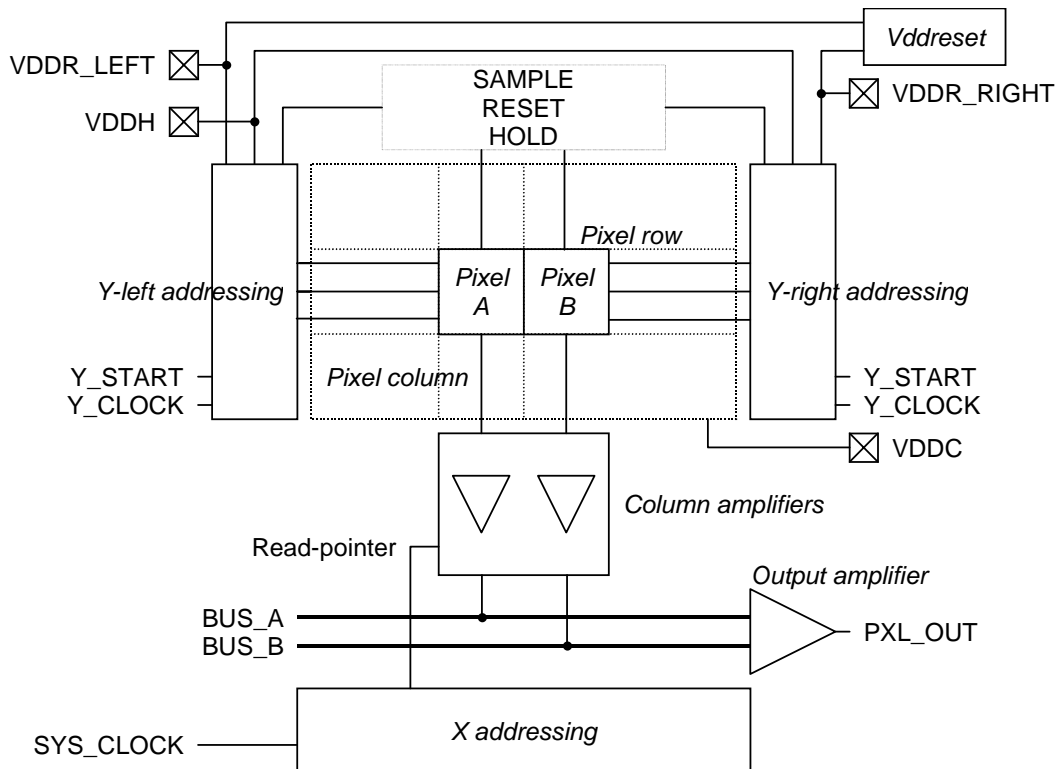 Vddreset
VDDR_LEFT
SAMPLE
RESET
HOLD
VDDR_RIGHT
VDDH
Pixel row
Y-left addressing
Pixel
A
Pixel
B
Y-right addressing
Pixel column
Y_START
Y_CLOCK
Y_START
Y_CLOCK
VDDC
Column amplifiers
Read-pointer
Output amplifier
BUS_A
BUS_B
PXL_OUT
X addressing
SYS_CLOCK